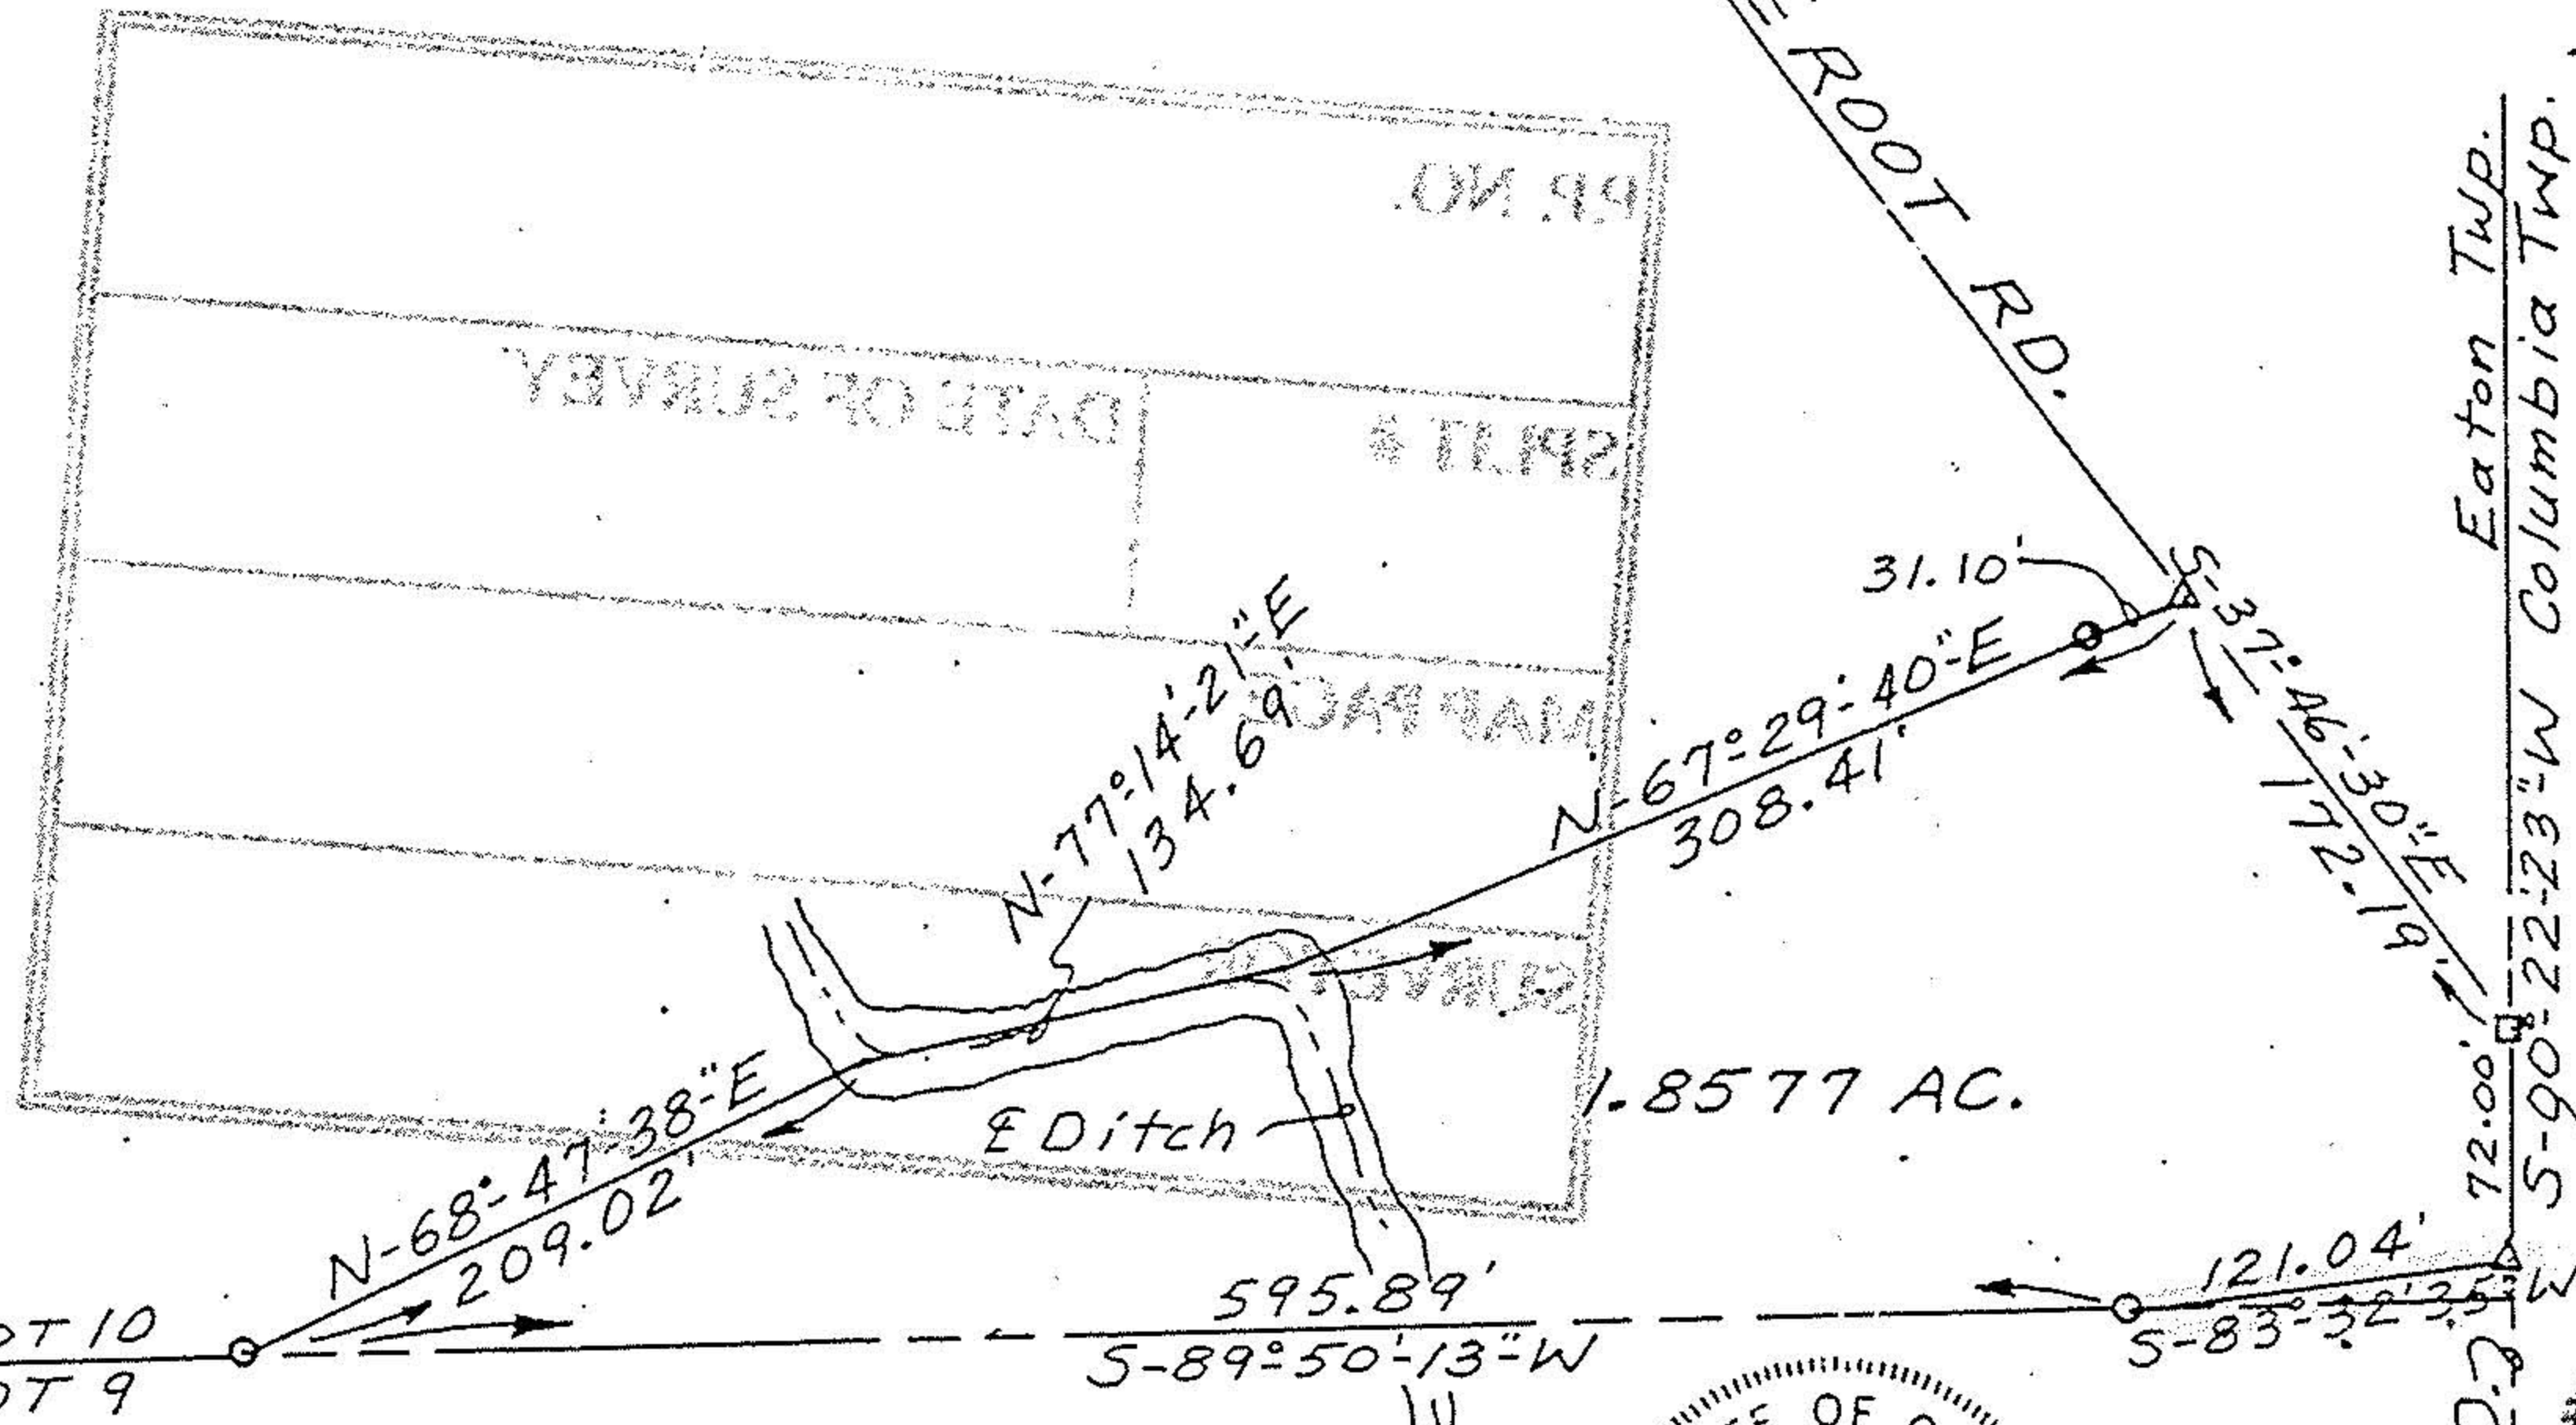 ROOT RD.
Eaton Twp.
Columbia Twp.
P.P. NO.
DATE OF SURVEY
SPLIT #
MAP PAGE
SURVEYOR
31.10'
S-37°-46'-30"-E
172.19'
N-67°-29'-40"-E
308.41'
N-77°-14'-21"-E
134.69'
N-68°-47'-38"-E
209.02'
℄ Ditch
1.8577 AC.
72.00'
S-90°-22'-23"-W
121.04'
S-83°-32'35"-W
595.89'
S-89°-50'-13"-W
OT 10
OT 9
OF